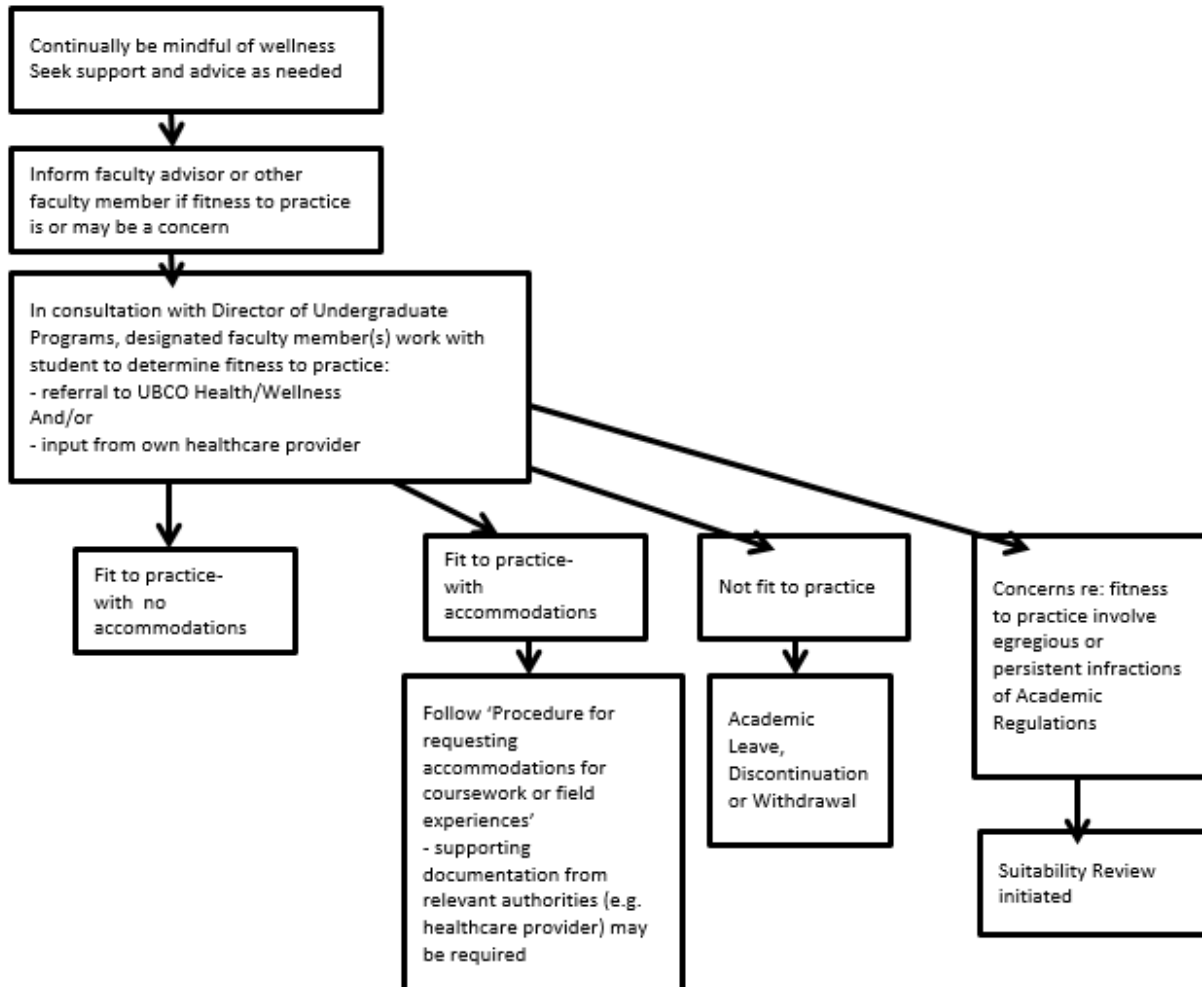 Continually be mindful of wellness
Seek support and advice as needed
Inform faculty advisor or other
faculty member if fitness to practice
is or may be a concern
In consultation with Director of Undergraduate
Programs, designated faculty member(s) work with
student to determine fitness to practice:
- referral to UBCO Health/Wellness
And/or
- input from own healthcare provider
Fit to practice-
with no
accommodations
Fit to practice-
with
accommodations
Not fit to practice
Concerns re: fitness
to practice involve
egregious or
persistent infractions
of Academic
Regulations
Follow ‘Procedure for
requesting
accommodations for
coursework or field
experiences’
- supporting
documentation from
relevant authorities (e.g.
healthcare provider) may
be required
Academic
Leave,
Discontinuation
or Withdrawal
Suitability Review
initiated